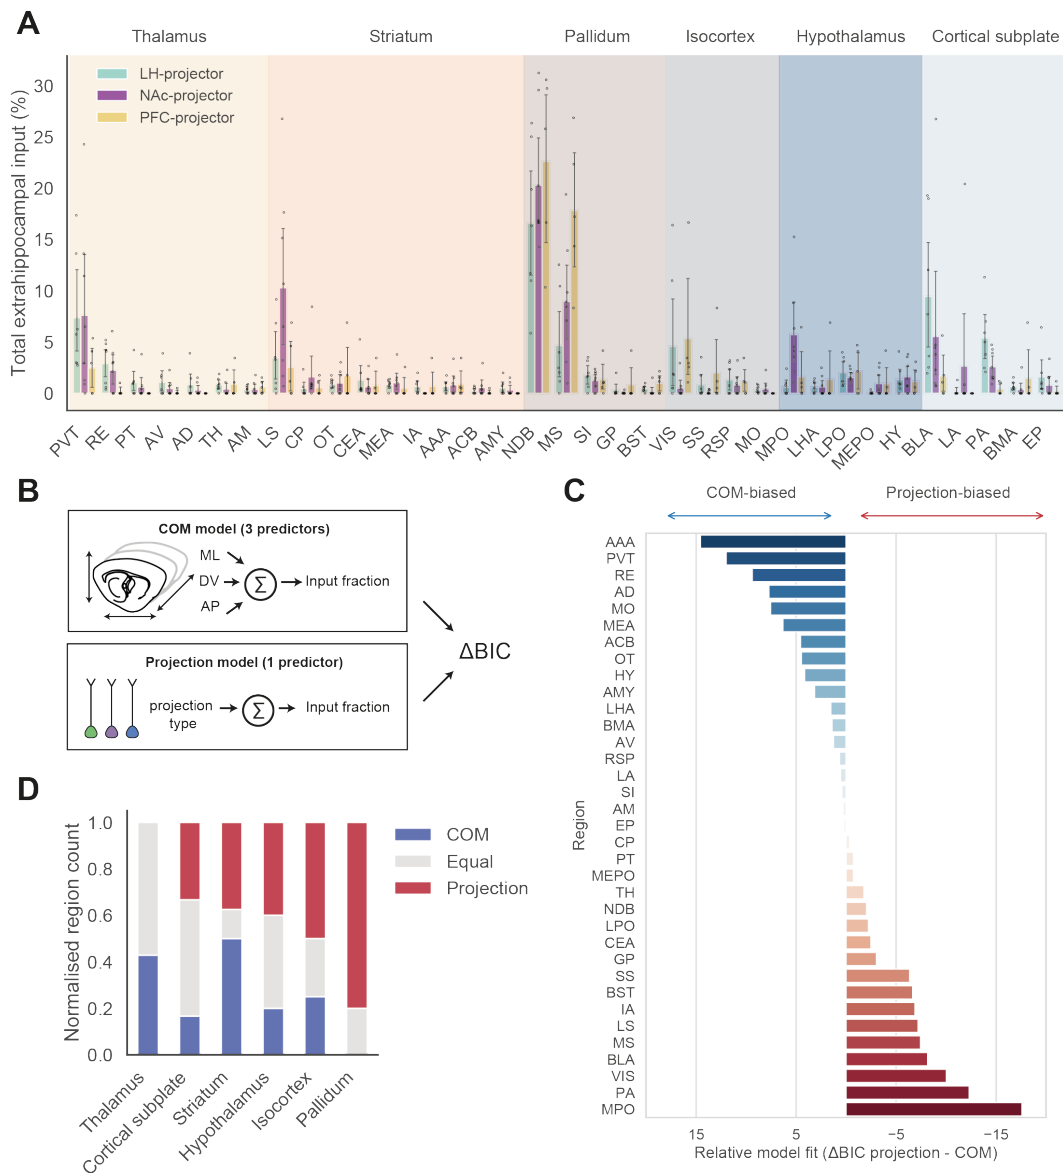 A
Thalamus Striatum Pallidum Isocortex Hypothalamus Cortical subplate
Total extrahippocampal input (%)
30
25
20
15
10
5
0
LH-projector
NAc-projector
PFC-projector
PVT RE PT AV AD TH AM LS CP OT CEA MEA IA AAA ACB AMY NDB MS SI GP BST VIS SS RSP MO MPO LHA LPO MEPO HY BLA LA PA BMA EP
B
COM model (3 predictors)
ML
DV
AP
Σ
Input fraction
Projection model (1 predictor)
projection
type
Σ
Input fraction
ΔBIC
C
COM-biased Projection-biased
Region
AAA
PVT
RE
AD
MO
MEA
ACB
OT
HY
AMY
LHA
BMA
AV
RSP
LA
SI
AM
EP
CP
PT
MEPO
TH
NDB
LPO
CEA
GP
SS
BST
IA
LS
MS
BLA
VIS
PA
MPO
15 5 −5 −15
Relative model fit (ΔBIC projection - COM)
D
Normalised region count
1.0
0.8
0.6
0.4
0.2
0.0
COM
Equal
Projection
Thalamus Cortical subplate Striatum Hypothalamus Isocortex Pallidum